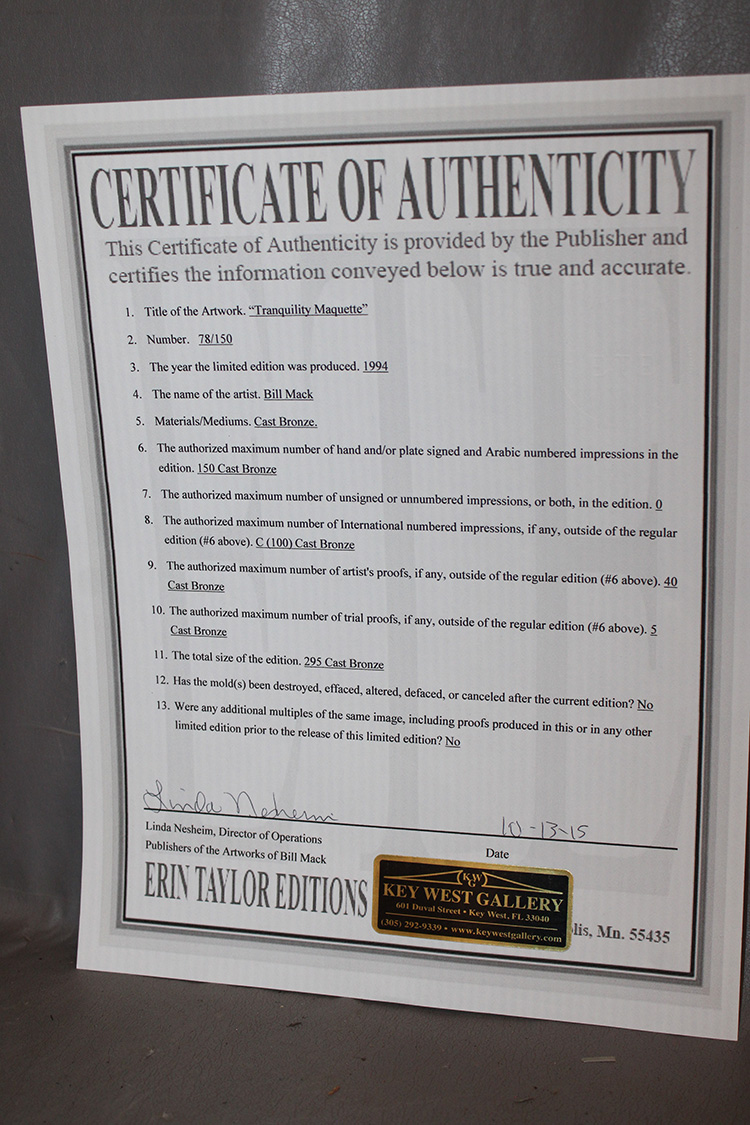 CERTIFICATE OF AUTHENTICITY
This Certificate of Authenticity is provided by the Publisher and
certifies the information conveyed below is true and accurate.
1. Title of the Artwork. “Tranquility Maquette”
2. Number. 78/150
3. The year the limited edition was produced. 1994
4. The name of the artist. Bill Mack
5. Materials/Mediums. Cast Bronze.
6. The authorized maximum number of hand and/or plate signed and Arabic numbered impressions in the
edition. 150 Cast Bronze
7. The authorized maximum number of unsigned or unnumbered impressions, or both, in the edition. 0
8. The authorized maximum number of International numbered impressions, if any, outside of the regular
edition (#6 above). C (100) Cast Bronze
9. The authorized maximum number of artist's proofs, if any, outside of the regular edition (#6 above). 40
Cast Bronze
10. The authorized maximum number of trial proofs, if any, outside of the regular edition (#6 above). 5
Cast Bronze
11. The total size of the edition. 295 Cast Bronze
12. Has the mold(s) been destroyed, effaced, altered, defaced, or canceled after the current edition? No
13. Were any additional multiples of the same image, including proofs produced in this or in any other
limited edition prior to the release of this limited edition? No
Linda Nesheim 10-13-15
Linda Nesheim, Director of Operations
Date
Publishers of the Artworks of Bill Mack
ERIN TAYLOR EDITIONS
KWG
KEY WEST GALLERY
601 Duval Street • Key West, FL 33040
(305) 292-9339 • www.keywestgallery.com
lis, Mn. 55435